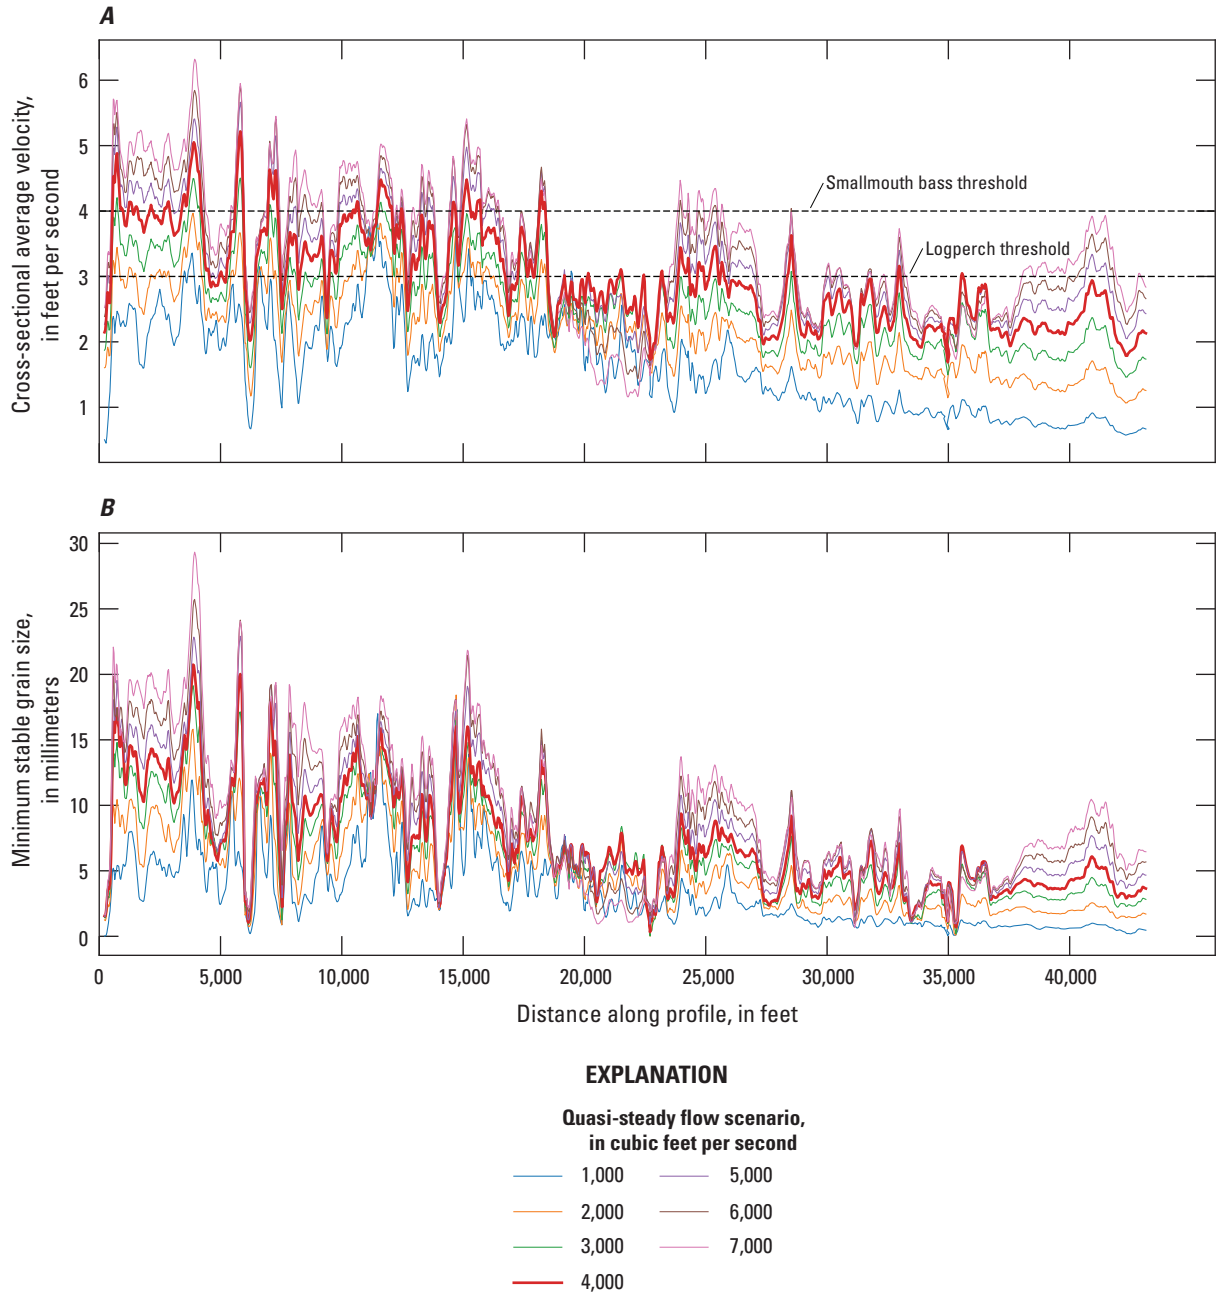 A
Cross-sectional average velocity,
in feet per second
6
5
4
3
2
1
Smallmouth bass threshold
Logperch threshold
B
Minimum stable grain size,
in millimeters
30
25
20
15
10
5
0
0 5,000 10,000 15,000 20,000 25,000 30,000 35,000 40,000
Distance along profile, in feet
EXPLANATION
Quasi-steady flow scenario,
in cubic feet per second
1,000 5,000
2,000 6,000
3,000 7,000
4,000